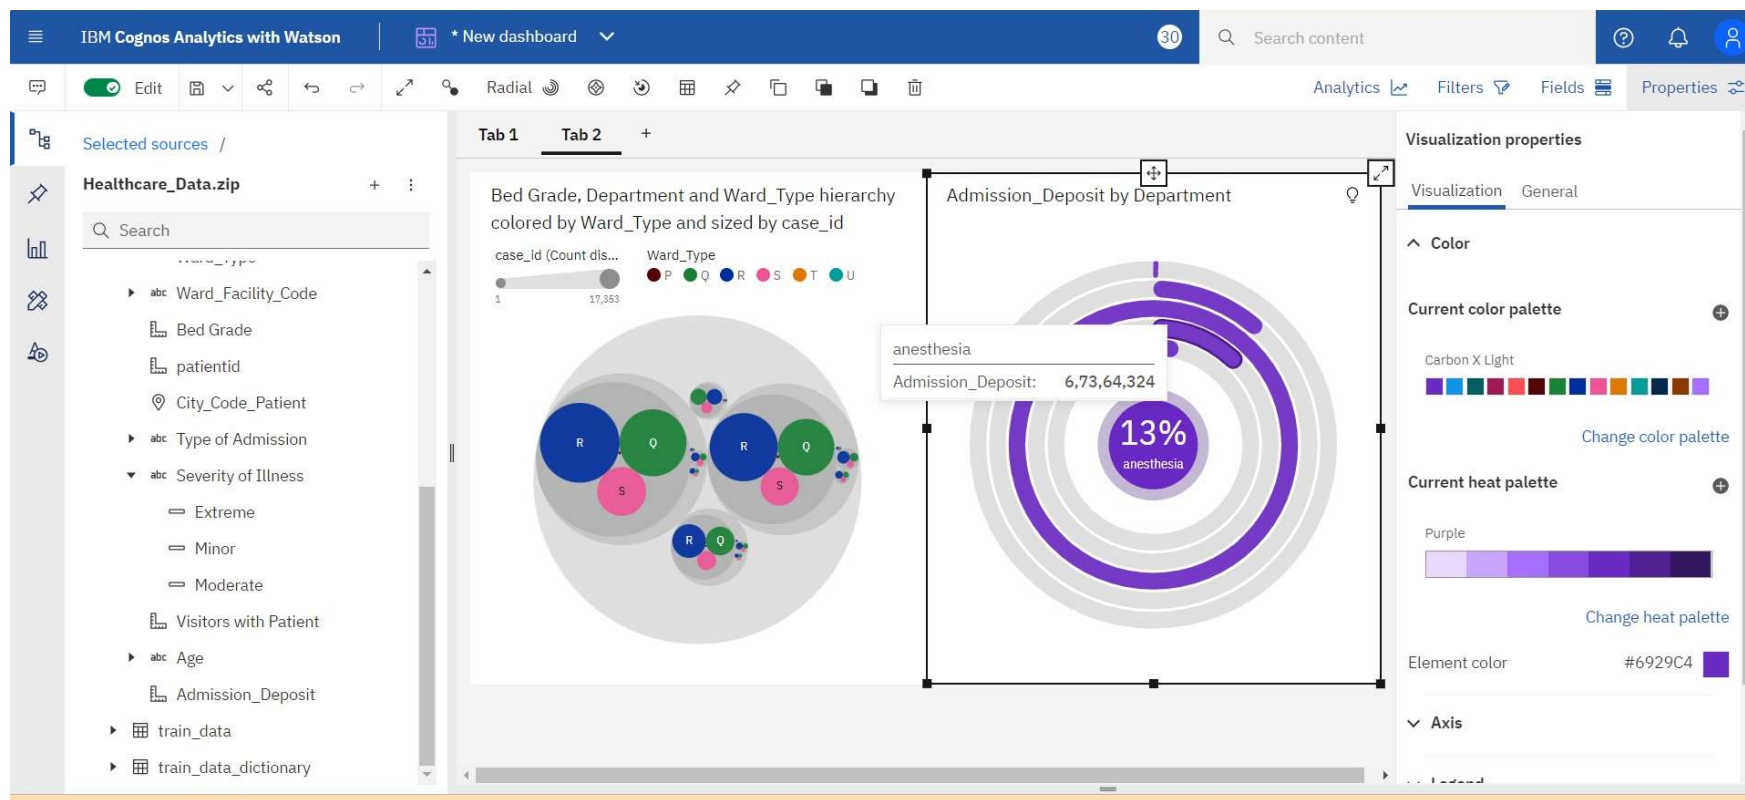 IBM Cognos Analytics with Watson
* New dashboard
30
Search content
Edit
Radial
Analytics
Filters
Fields
Properties
Selected sources /
Healthcare_Data.zip
Search
Ward_Facility_Code
Bed Grade
patientid
City_Code_Patient
abc Type of Admission
abc Severity of Illness
Extreme
Minor
Moderate
Visitors with Patient
abc Age
Admission_Deposit
train_data
train_data_dictionary
Tab 1
Tab 2
+
Bed Grade, Department and Ward_Type hierarchy
colored by Ward_Type and sized by case_id
case_id (Count dis...
1
17,353
Ward_Type
P Q R S T U
R
Q
S
R
Q
S
R
Q
Admission_Deposit by Department
anesthesia
Admission_Deposit: 6,73,64,324
13%
anesthesia
Visualization properties
Visualization
General
Color
Current color palette
Carbon X Light
Change color palette
Current heat palette
Purple
Change heat palette
Element color
#6929C4
Axis